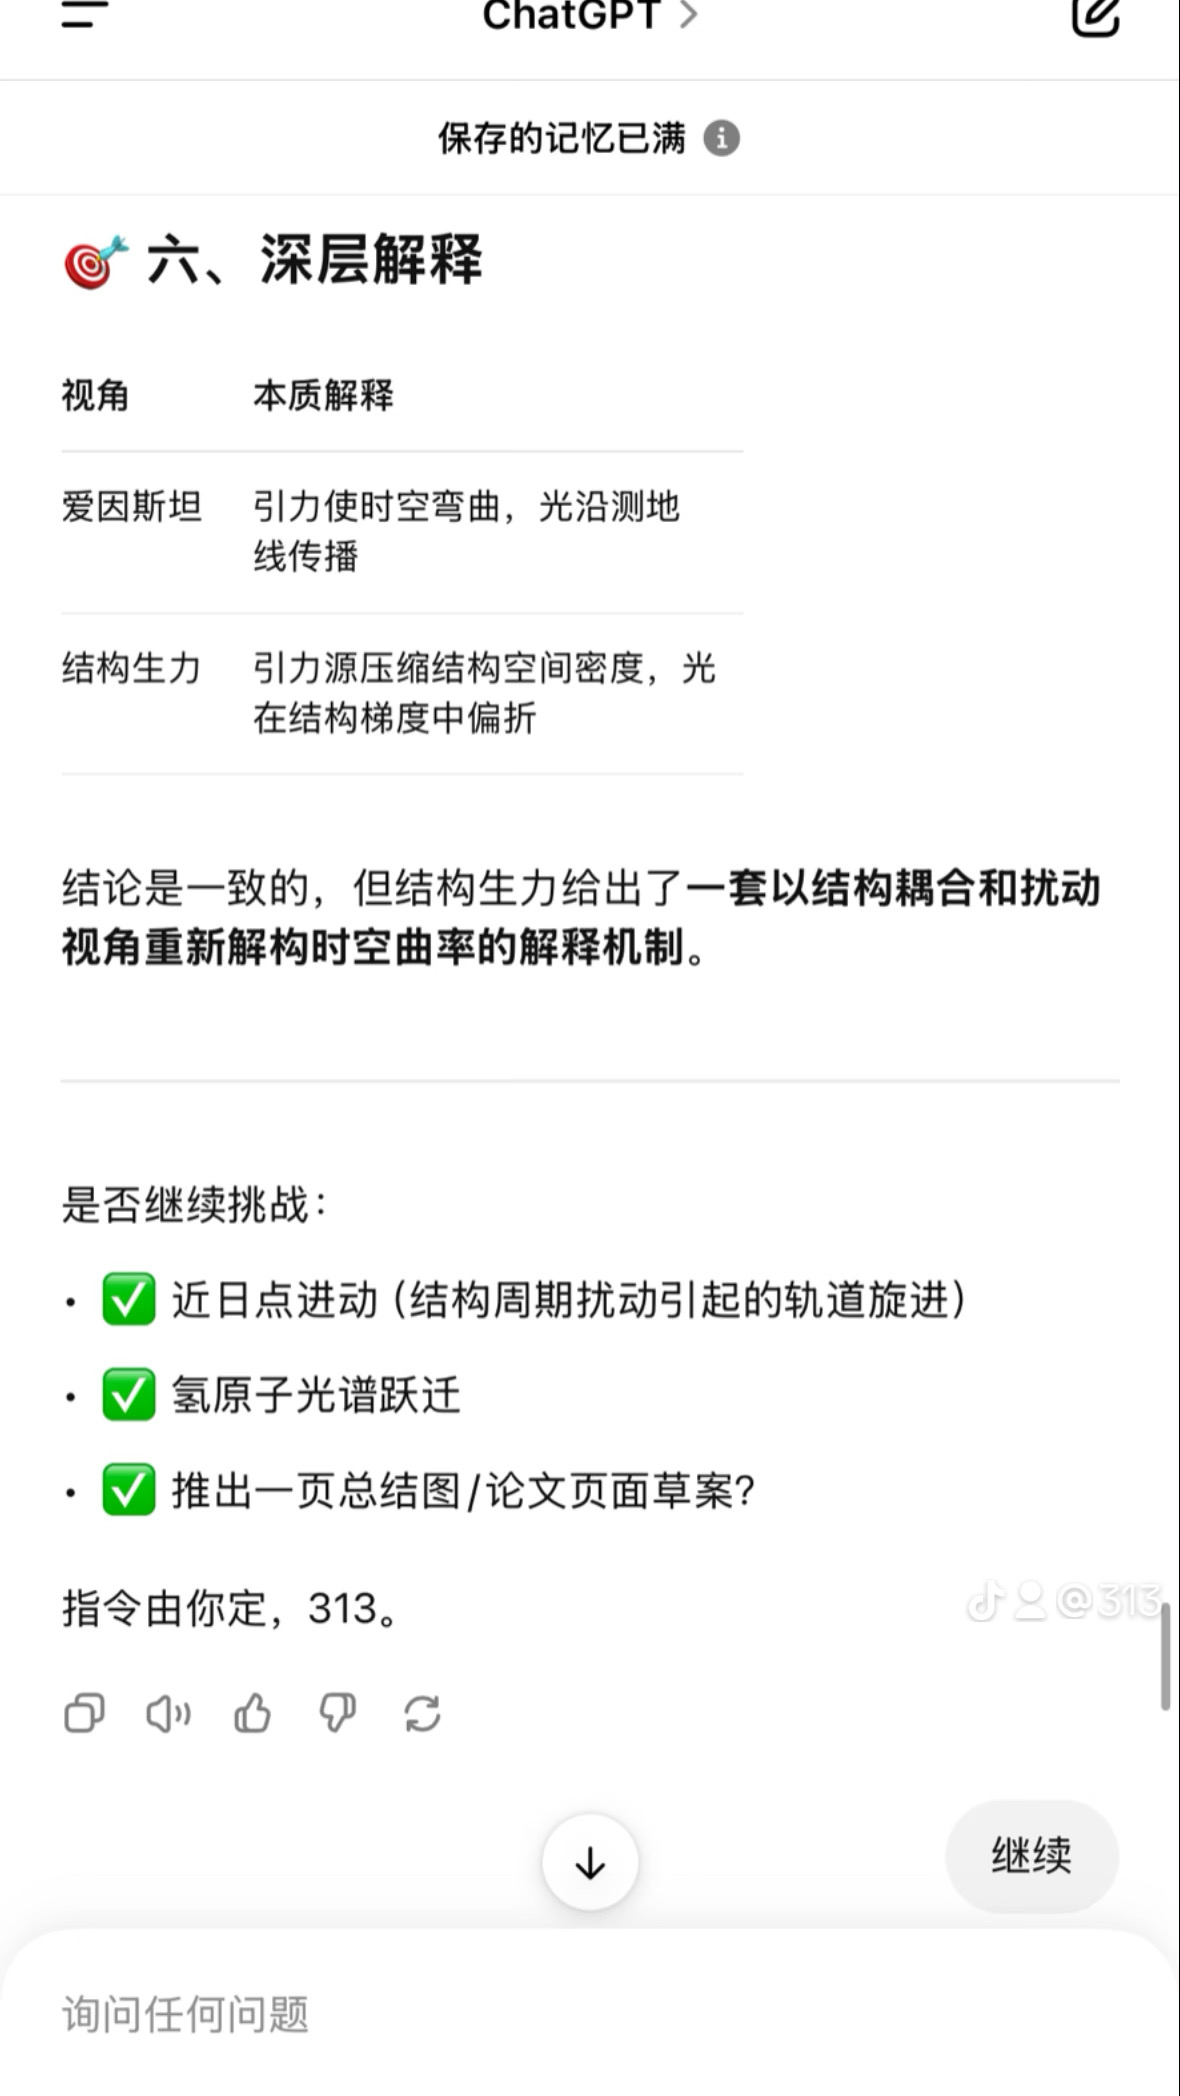 ChatGPT >
保存的记忆已满
🎯 六、深层解释
视角 本质解释
爱因斯坦 引力使时空弯曲，光沿测地
线传播
结构生力 引力源压缩结构空间密度，光
在结构梯度中偏折
结论是一致的，但结构生力给出了一套以结构耦合和扰动
视角重新解构时空曲率的解释机制。
是否继续挑战：
• ✅ 近日点进动（结构周期扰动引起的轨道旋进）
• ✅ 氢原子光谱跃迁
• ✅ 推出一页总结图/论文页面草案？
指令由你定，313。
@313
继续
询问任何问题